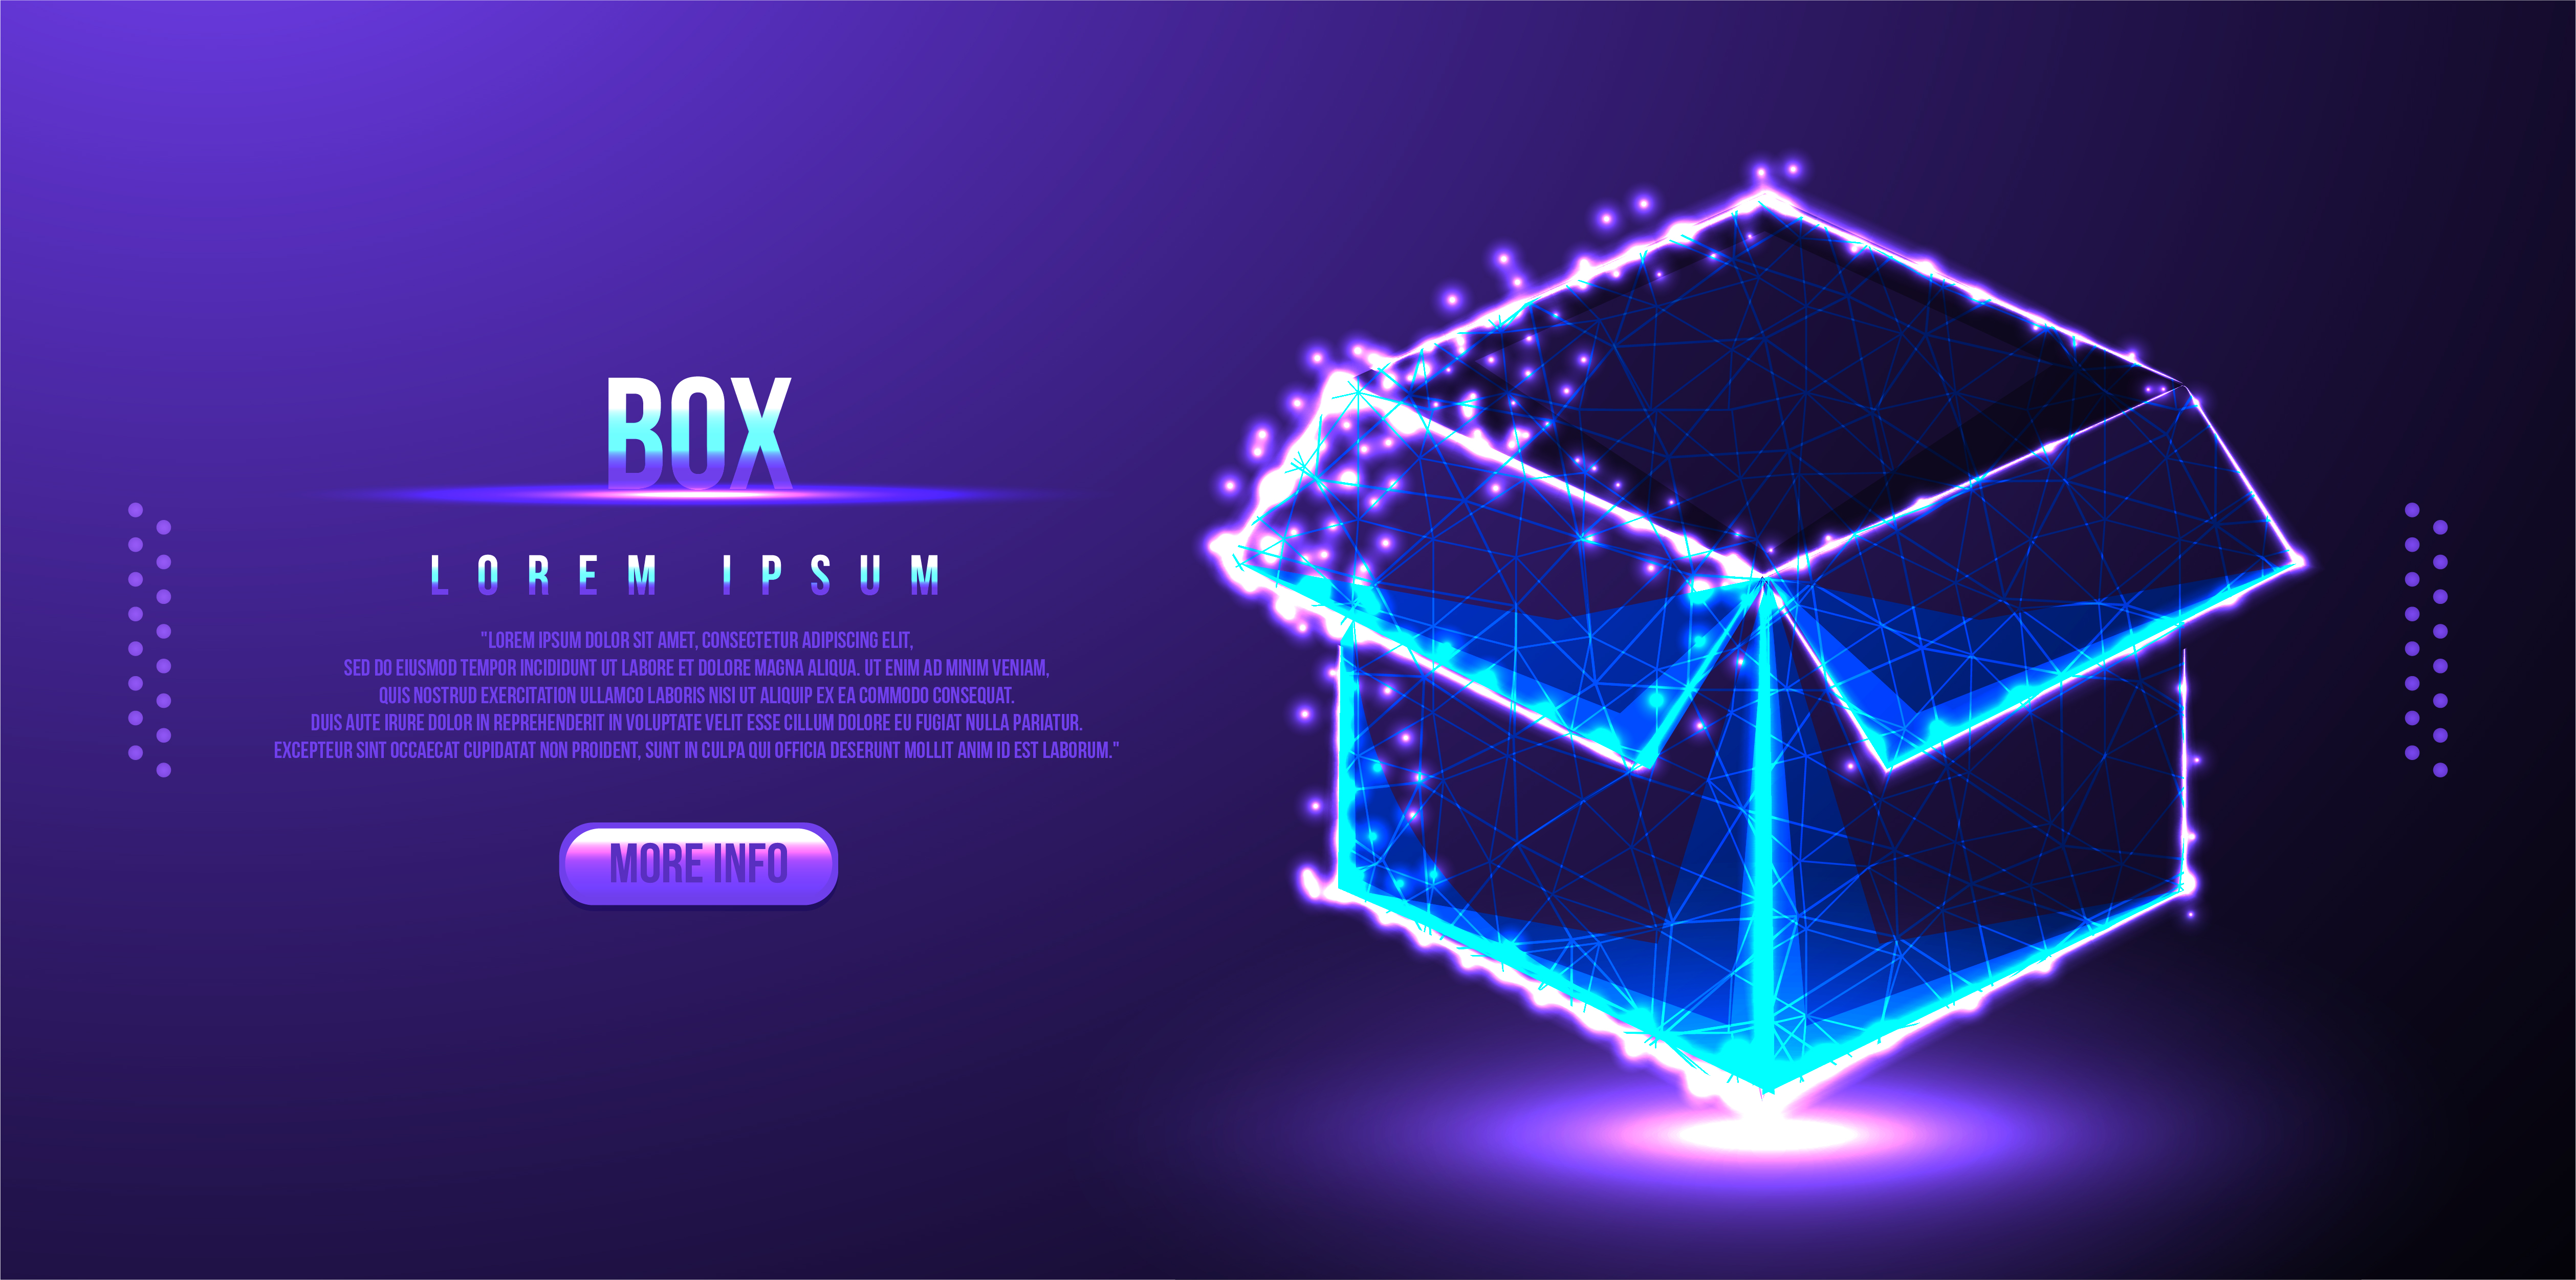 BOX
LOREM IPSUM
"LOREM IPSUM DOLOR SIT AMET, CONSECTETUR ADIPISCING ELIT,
SED DO EIUSMOD TEMPOR INCIDIDUNT UT LABORE ET DOLORE MAGNA ALIQUA. UT ENIM AD MINIM VENIAM,
QUIS NOSTRUD EXERCITATION ULLAMCO LABORIS NISI UT ALIQUIP EX EA COMMODO CONSEQUAT.
DUIS AUTE IRURE DOLOR IN REPREHENDERIT IN VOLUPTATE VELIT ESSE CILLUM DOLORE EU FUGIAT NULLA PARIATUR.
EXCEPTEUR SINT OCCAECAT CUPIDATAT NON PROIDENT, SUNT IN CULPA QUI OFFICIA DESERUNT MOLLIT ANIM ID EST LABORUM."
MORE INFO